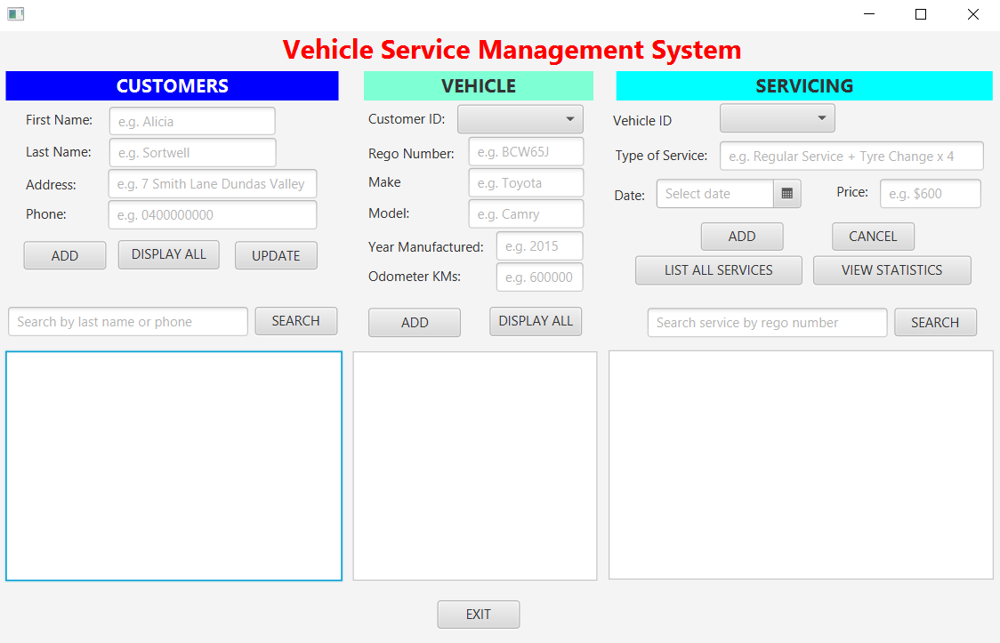 Vehicle Service Management System
CUSTOMERS
First Name: e.g. Alicia
Last Name: e.g. Sortwell
Address: e.g. 7 Smith Lane Dundas Valley
Phone: e.g. 0400000000
ADD DISPLAY ALL UPDATE
Search by last name or phone SEARCH
VEHICLE
Customer ID:
Rego Number: e.g. BCW65J
Make e.g. Toyota
Model: e.g. Camry
Year Manufactured: e.g. 2015
Odometer KMs: e.g. 600000
ADD DISPLAY ALL
SERVICING
Vehicle ID
Type of Service: e.g. Regular Service + Tyre Change x 4
Date: Select date Price: e.g. $600
ADD CANCEL
LIST ALL SERVICES VIEW STATISTICS
Search service by rego number SEARCH
EXIT